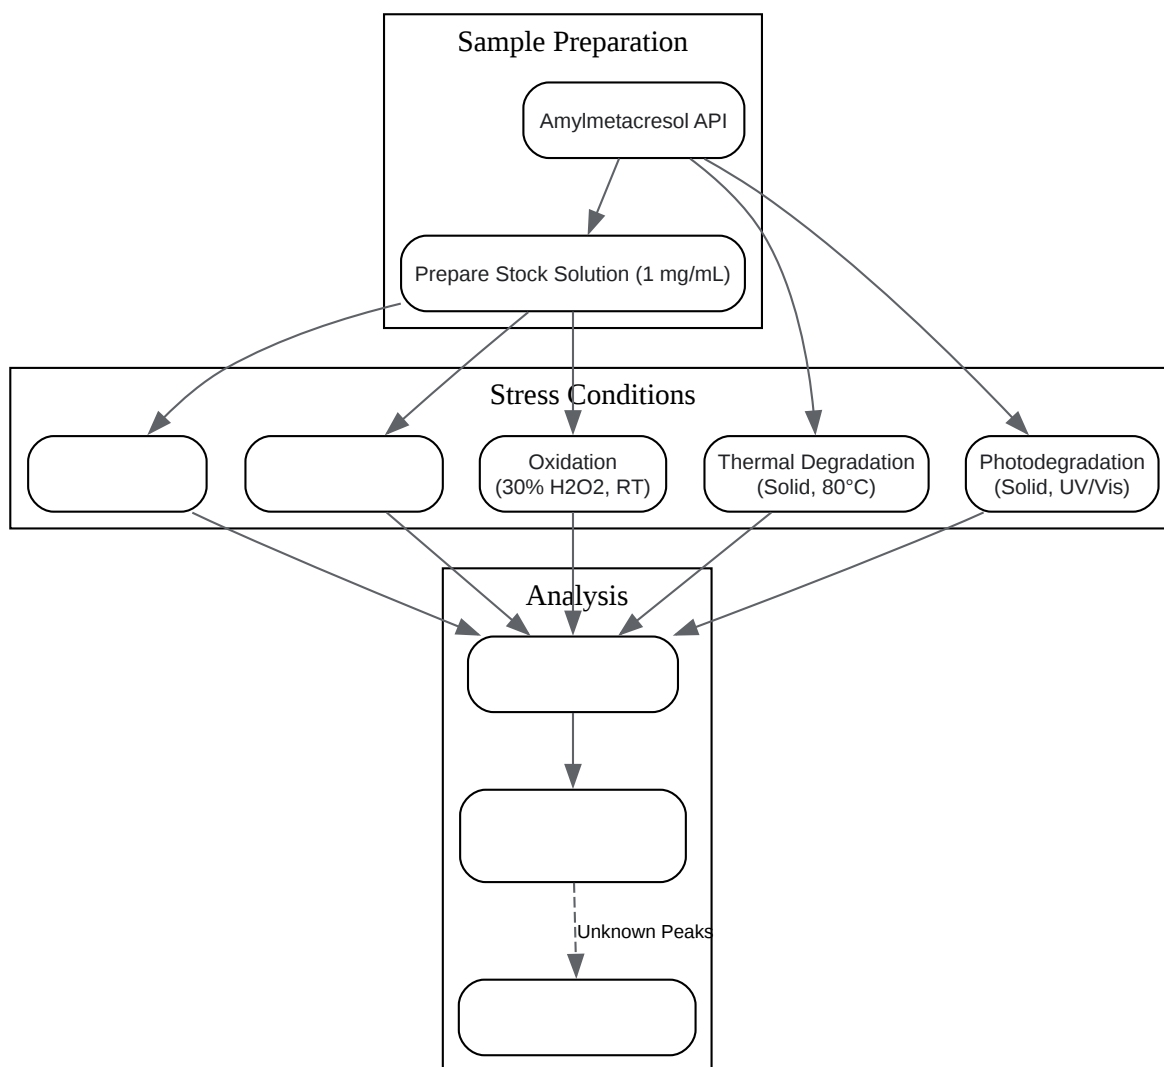 Sample Preparation
Amylmetacresol API
Prepare Stock Solution (1 mg/mL)
Stress Conditions
Oxidation
(30% H2O2, RT)
Thermal Degradation
(Solid, 80°C)
Photodegradation
(Solid, UV/Vis)
Analysis
Unknown Peaks